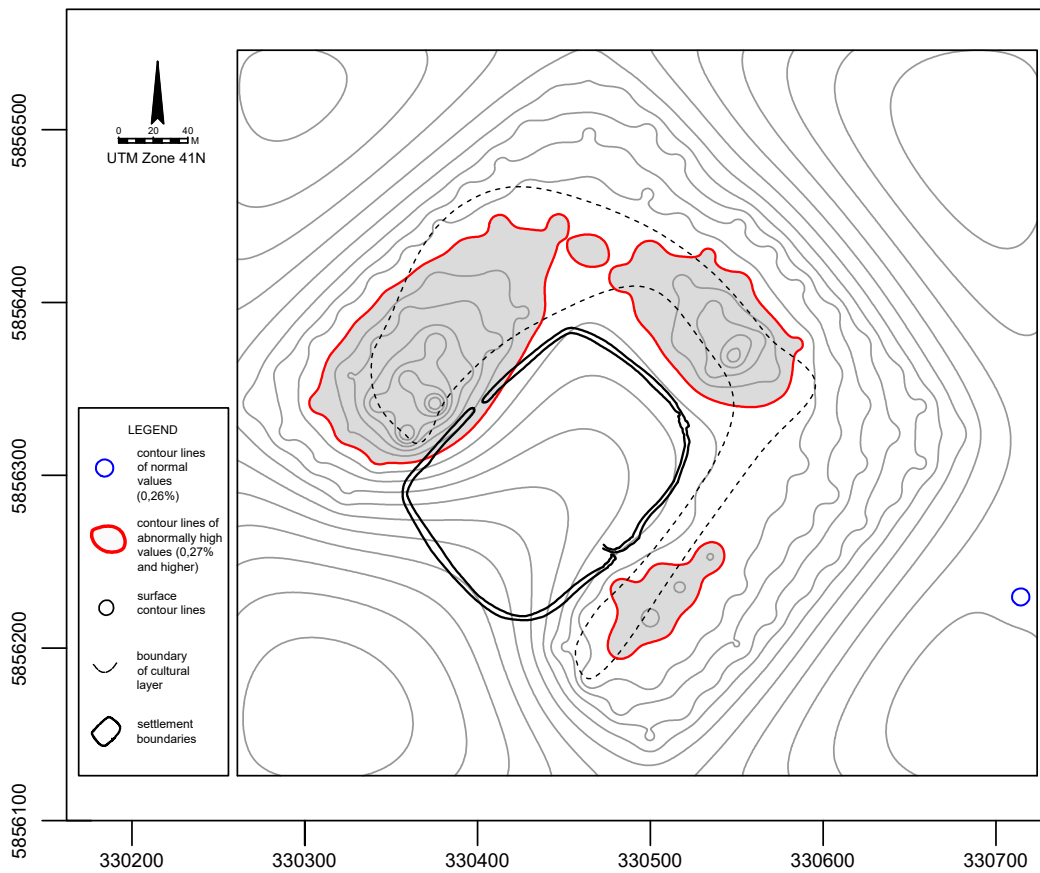 0 20 40
M
UTM Zone 41N
5856500
5856400
5856300
5856200
5856100
LEGEND
contour lines
of normal
values
(0,26%)
contour lines of
abnormally high
values (0,27%
and higher)
surface
contour lines
boundary
of cultural
layer
settlement
boundaries
330200 330300 330400 330500 330600 330700